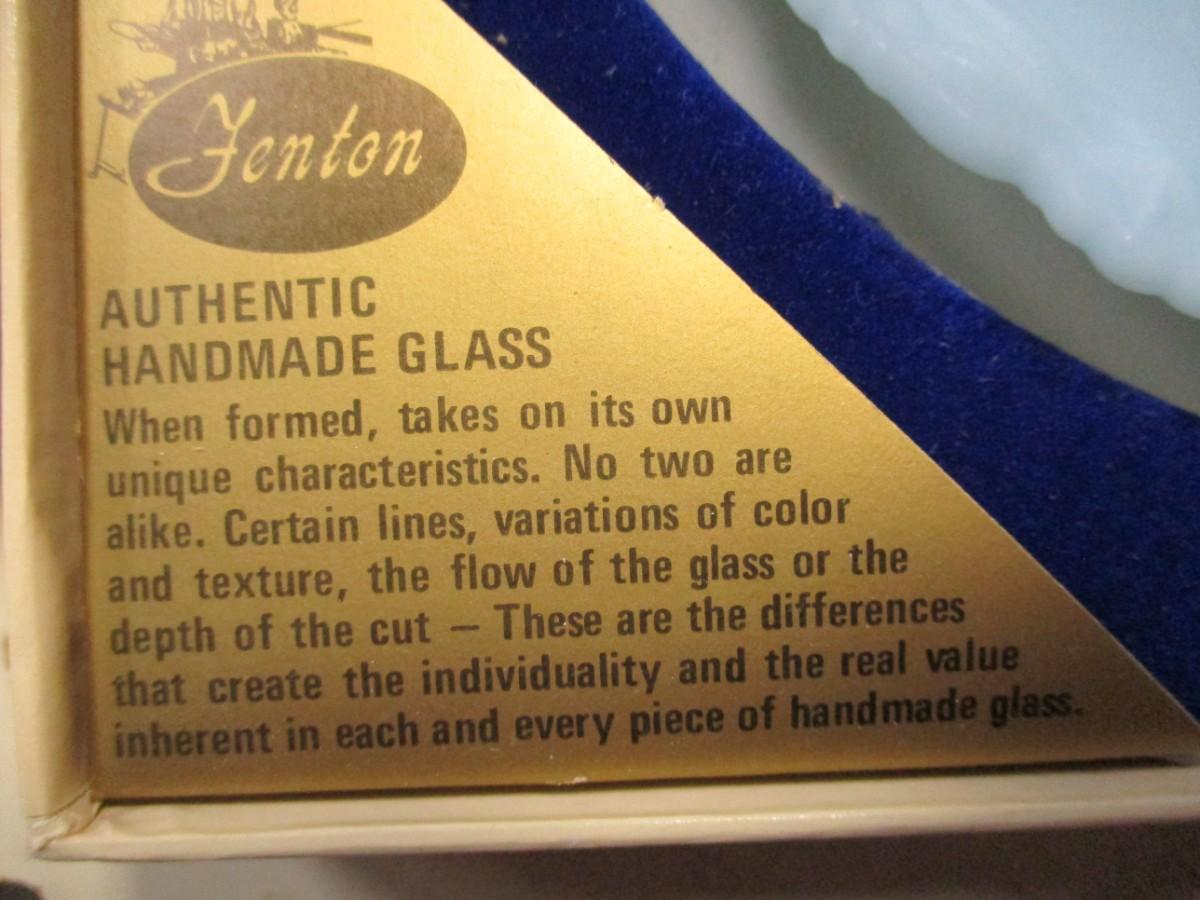 Fenton
AUTHENTIC
HANDMADE GLASS
When formed, takes on its own
unique characteristics. No two are
alike. Certain lines, variations of color
and texture, the flow of the glass or the
depth of the cut — These are the differences
that create the individuality and the real value
inherent in each and every piece of handmade glass.